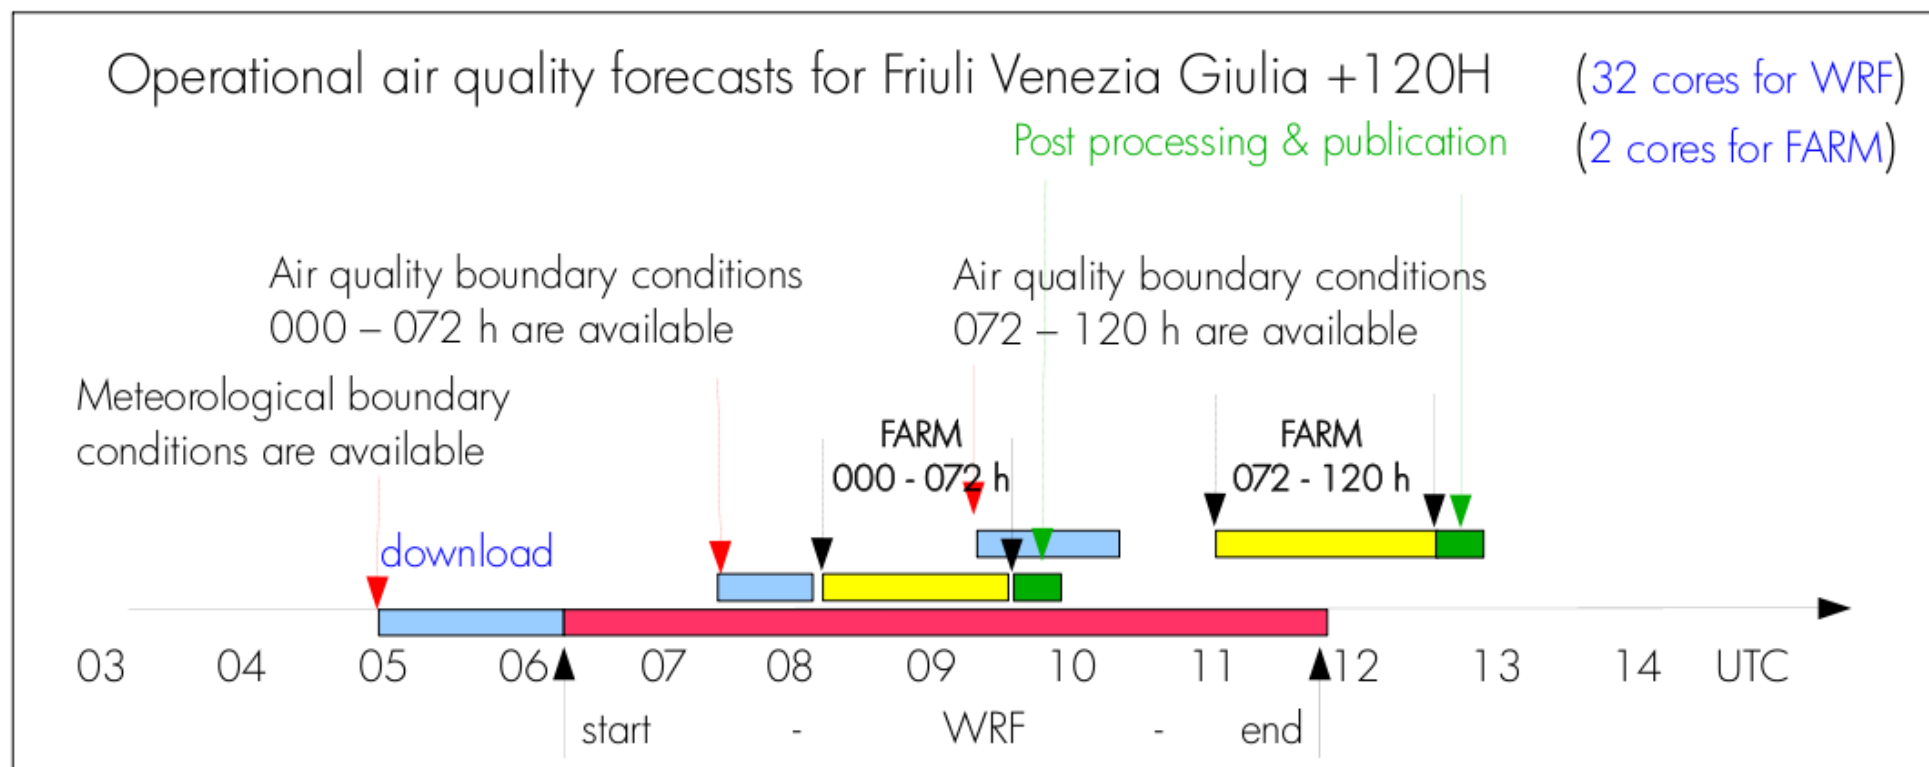 Operational air quality forecasts for Friuli Venezia Giulia +120H
(32 cores for WRF)
Post processing & publication
(2 cores for FARM)
Air quality boundary conditions
000 – 072 h are available
Air quality boundary conditions
072 – 120 h are available
Meteorological boundary
conditions are available
FARM
000 - 072 h
FARM
072 - 120 h
download
03 04 05 06 07 08 09 10 11 12 13 14 UTC
start - WRF - end